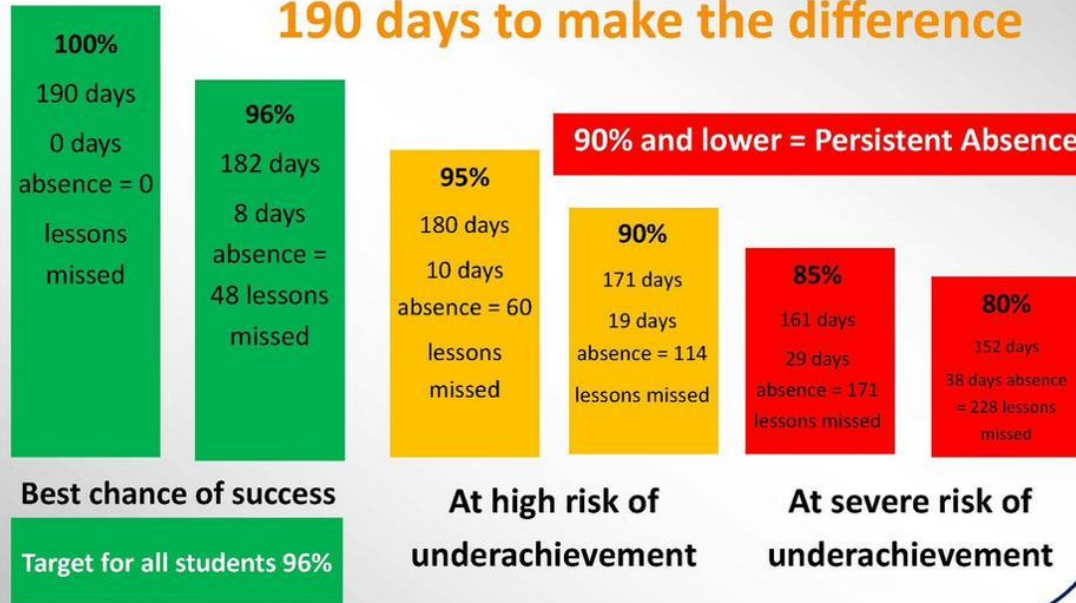 190 days to make the difference
100%
190 days
0 days
absence = 0
lessons
missed
96%
182 days
8 days
absence =
48 lessons
missed
90% and lower = Persistent Absence
95%
180 days
10 days
absence = 60
lessons
missed
90%
171 days
19 days
absence = 114
lessons missed
85%
161 days
29 days
absence = 171
lessons missed
80%
152 days
38 days absence
= 228 lessons
missed
Best chance of success
Target for all students 96%
At high risk of
underachievement
At severe risk of
underachievement